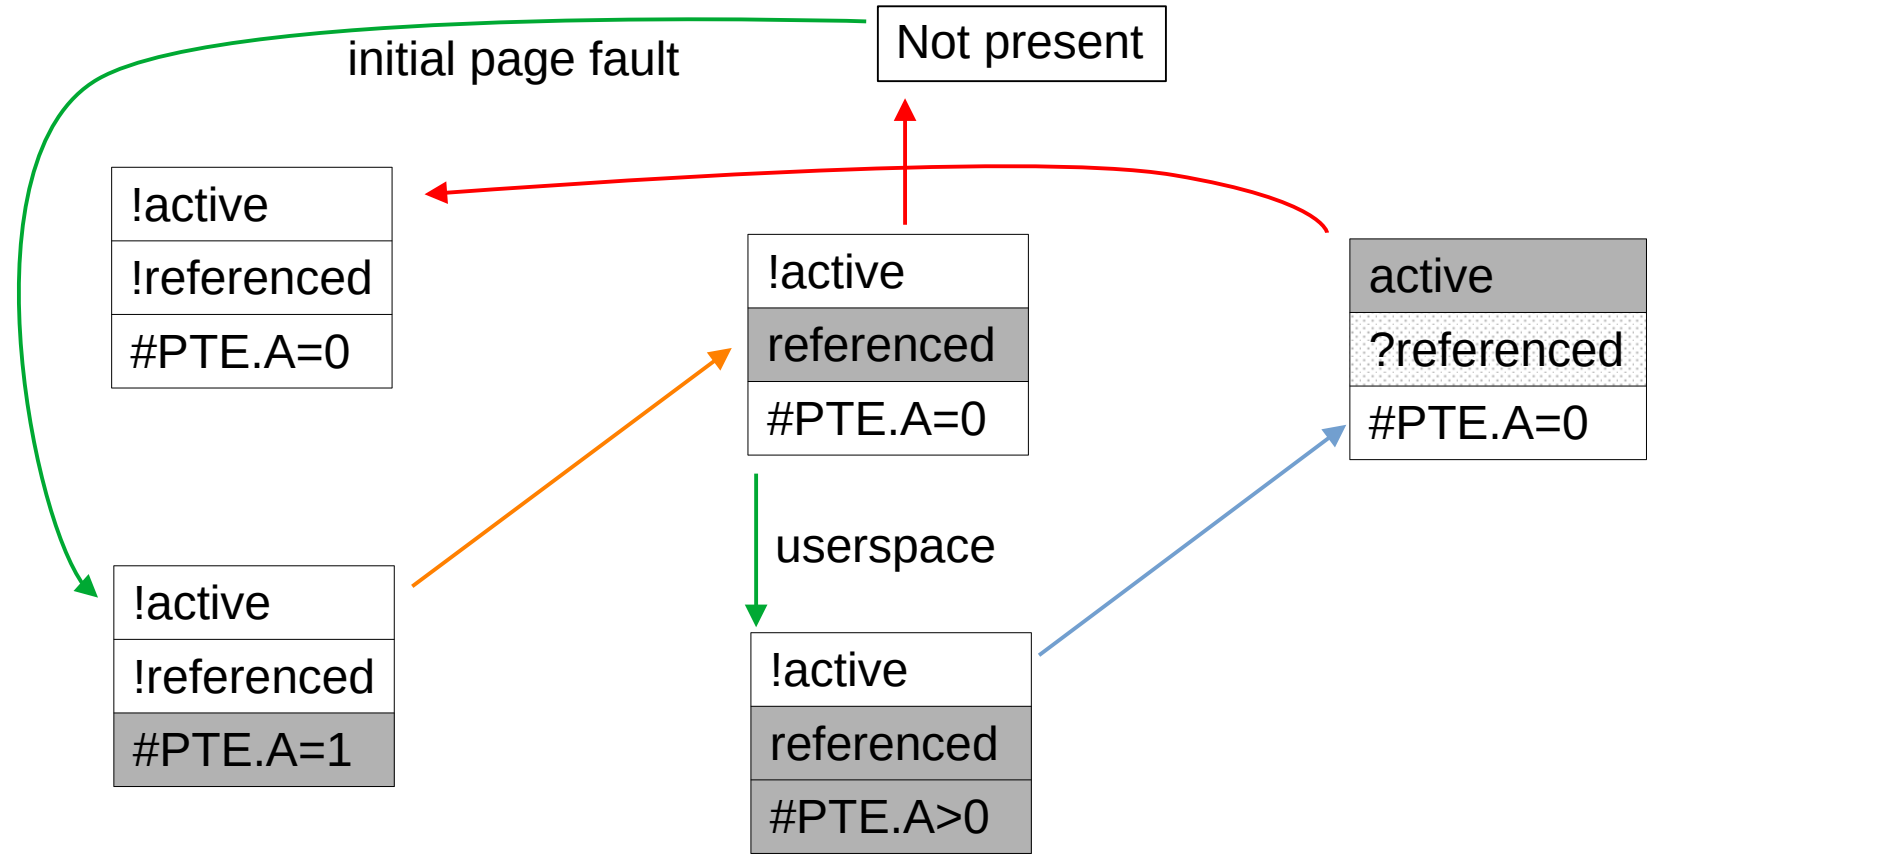 Not present
initial page fault
!active
!referenced
#PTE.A=0
!active
referenced
#PTE.A=0
active
?referenced
#PTE.A=0
userspace
!active
!referenced
#PTE.A=1
!active
referenced
#PTE.A>0